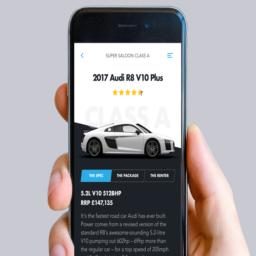 SUPER SALOON CLASS A
2017 Audi R8 V10 Plus
CLASS A
THE SPEC
THE PACKAGE
THE RENTER
5.2L V10 512BHP
RRP £147,135
It's the fastest road car Audi has ever built.
Power comes from a revised version of
the standard R8's awesome-sounding 5.2-litre
V10 pumping out 602hp – 69hp more than
the regular car – for a top speed of 205mph